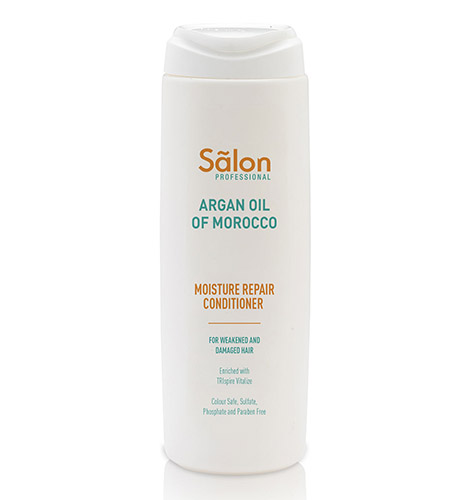 Sãlon
PROFESSIONAL
ARGAN OIL
OF MOROCCO
MOISTURE REPAIR
CONDITIONER
FOR WEAKENED AND
DAMAGED HAIR
Enriched with
TRIspire Vitalize
Colour Safe, Sulfate,
Phosphate and Paraben Free